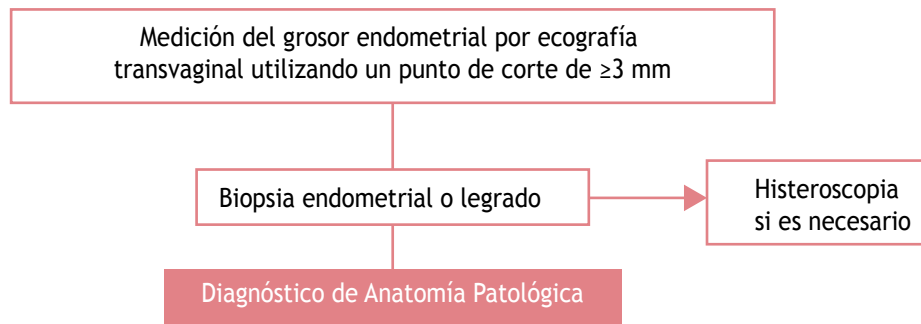 Medición del grosor endometrial por ecografía
transvaginal utilizando un punto de corte de ≥3 mm
Biopsia endometrial o legrado
Histeroscopia
si es necesario
Diagnóstico de Anatomía Patológica